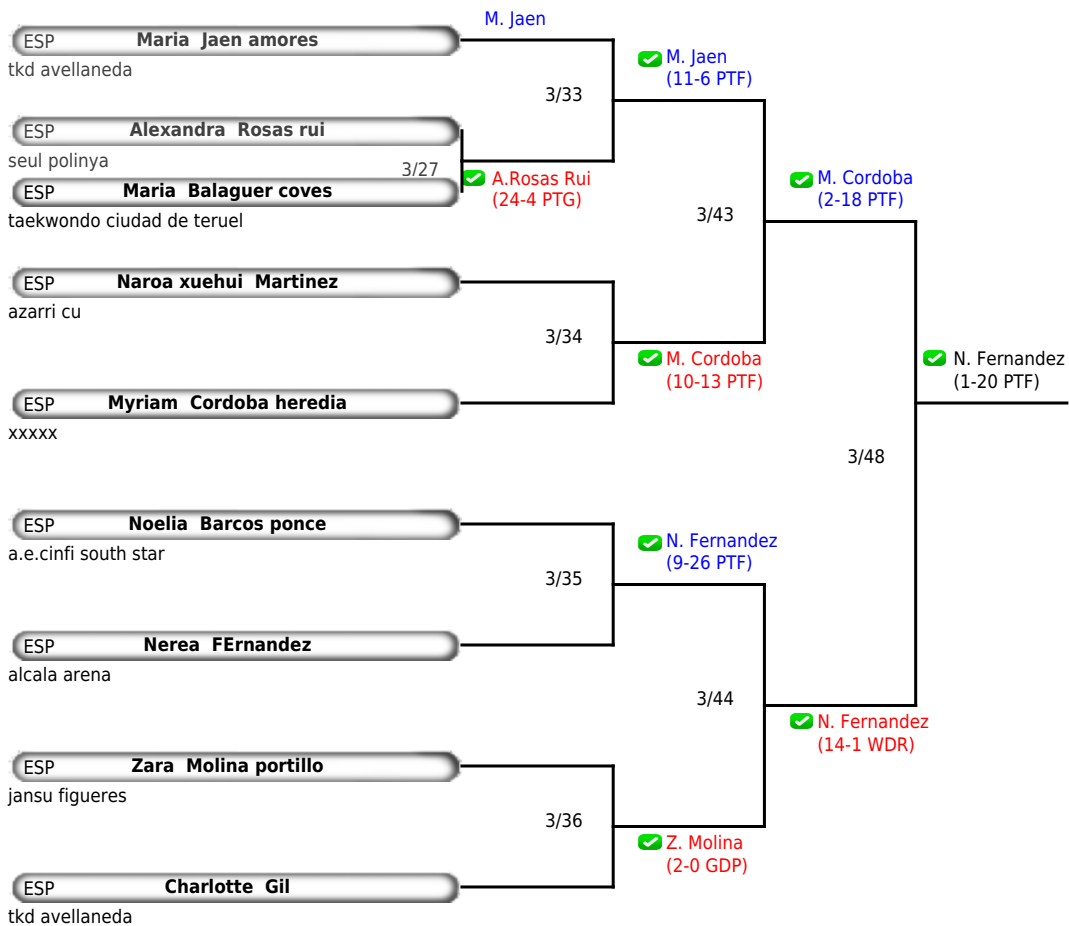 M. Jaen
ESP Maria Jaen amores
tkd avellaneda
M. Jaen
(11-6 PTF)
3/33
ESP Alexandra Rosas rui
seul polinya
3/27
A.Rosas Rui
(24-4 PTG)
ESP Maria Balaguer coves
taekwondo ciudad de teruel
M. Cordoba
(2-18 PTF)
3/43
ESP Naroa xuehui Martinez
azarri cu
3/34
M. Cordoba
(10-13 PTF)
N. Fernandez
(1-20 PTF)
ESP Myriam Cordoba heredia
xxxxx
3/48
ESP Noelia Barcos ponce
a.e.cinfi south star
N. Fernandez
(9-26 PTF)
3/35
ESP Nerea FErnandez
alcala arena
3/44
N. Fernandez
(14-1 WDR)
ESP Zara Molina portillo
jansu figueres
3/36
Z. Molina
(2-0 GDP)
ESP Charlotte Gil
tkd avellaneda